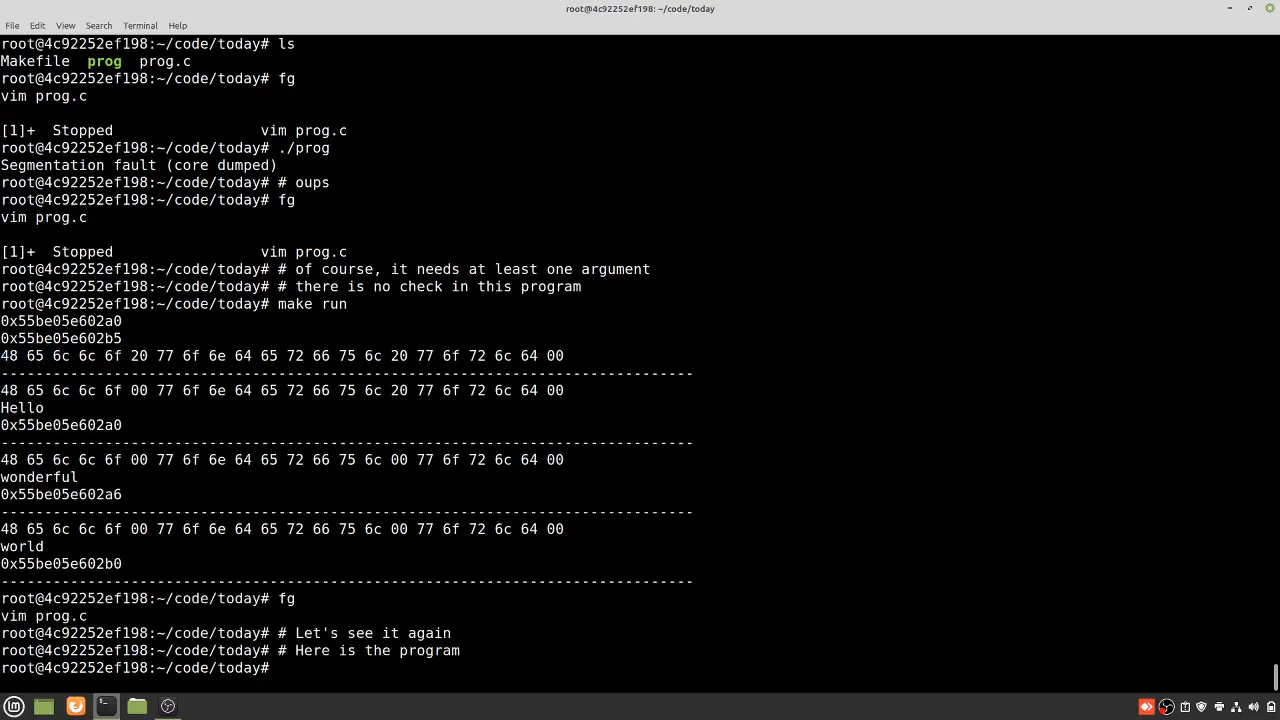 root@4c92252ef198: ~/code/today
File Edit View Search Terminal Help
root@4c92252ef198:~/code/today# ls
Makefile  prog  prog.c
root@4c92252ef198:~/code/today# fg
vim prog.c
[1]+  Stopped                 vim prog.c
root@4c92252ef198:~/code/today# ./prog
Segmentation fault (core dumped)
root@4c92252ef198:~/code/today# # oups
root@4c92252ef198:~/code/today# fg
vim prog.c
[1]+  Stopped                 vim prog.c
root@4c92252ef198:~/code/today# # of course, it needs at least one argument
root@4c92252ef198:~/code/today# # there is no check in this program
root@4c92252ef198:~/code/today# make run
0x55be05e602a0
0x55be05e602b5
48 65 6c 6c 6f 20 77 6f 6e 64 65 72 66 75 6c 20 77 6f 72 6c 64 00
--------------------------------------------------------------------------------
48 65 6c 6c 6f 00 77 6f 6e 64 65 72 66 75 6c 20 77 6f 72 6c 64 00
Hello
0x55be05e602a0
--------------------------------------------------------------------------------
48 65 6c 6c 6f 00 77 6f 6e 64 65 72 66 75 6c 00 77 6f 72 6c 64 00
wonderful
0x55be05e602a6
--------------------------------------------------------------------------------
48 65 6c 6c 6f 00 77 6f 6e 64 65 72 66 75 6c 00 77 6f 72 6c 64 00
world
0x55be05e602b0
--------------------------------------------------------------------------------
root@4c92252ef198:~/code/today# fg
vim prog.c
root@4c92252ef198:~/code/today# # Let's see it again
root@4c92252ef198:~/code/today# # Here is the program
root@4c92252ef198:~/code/today#